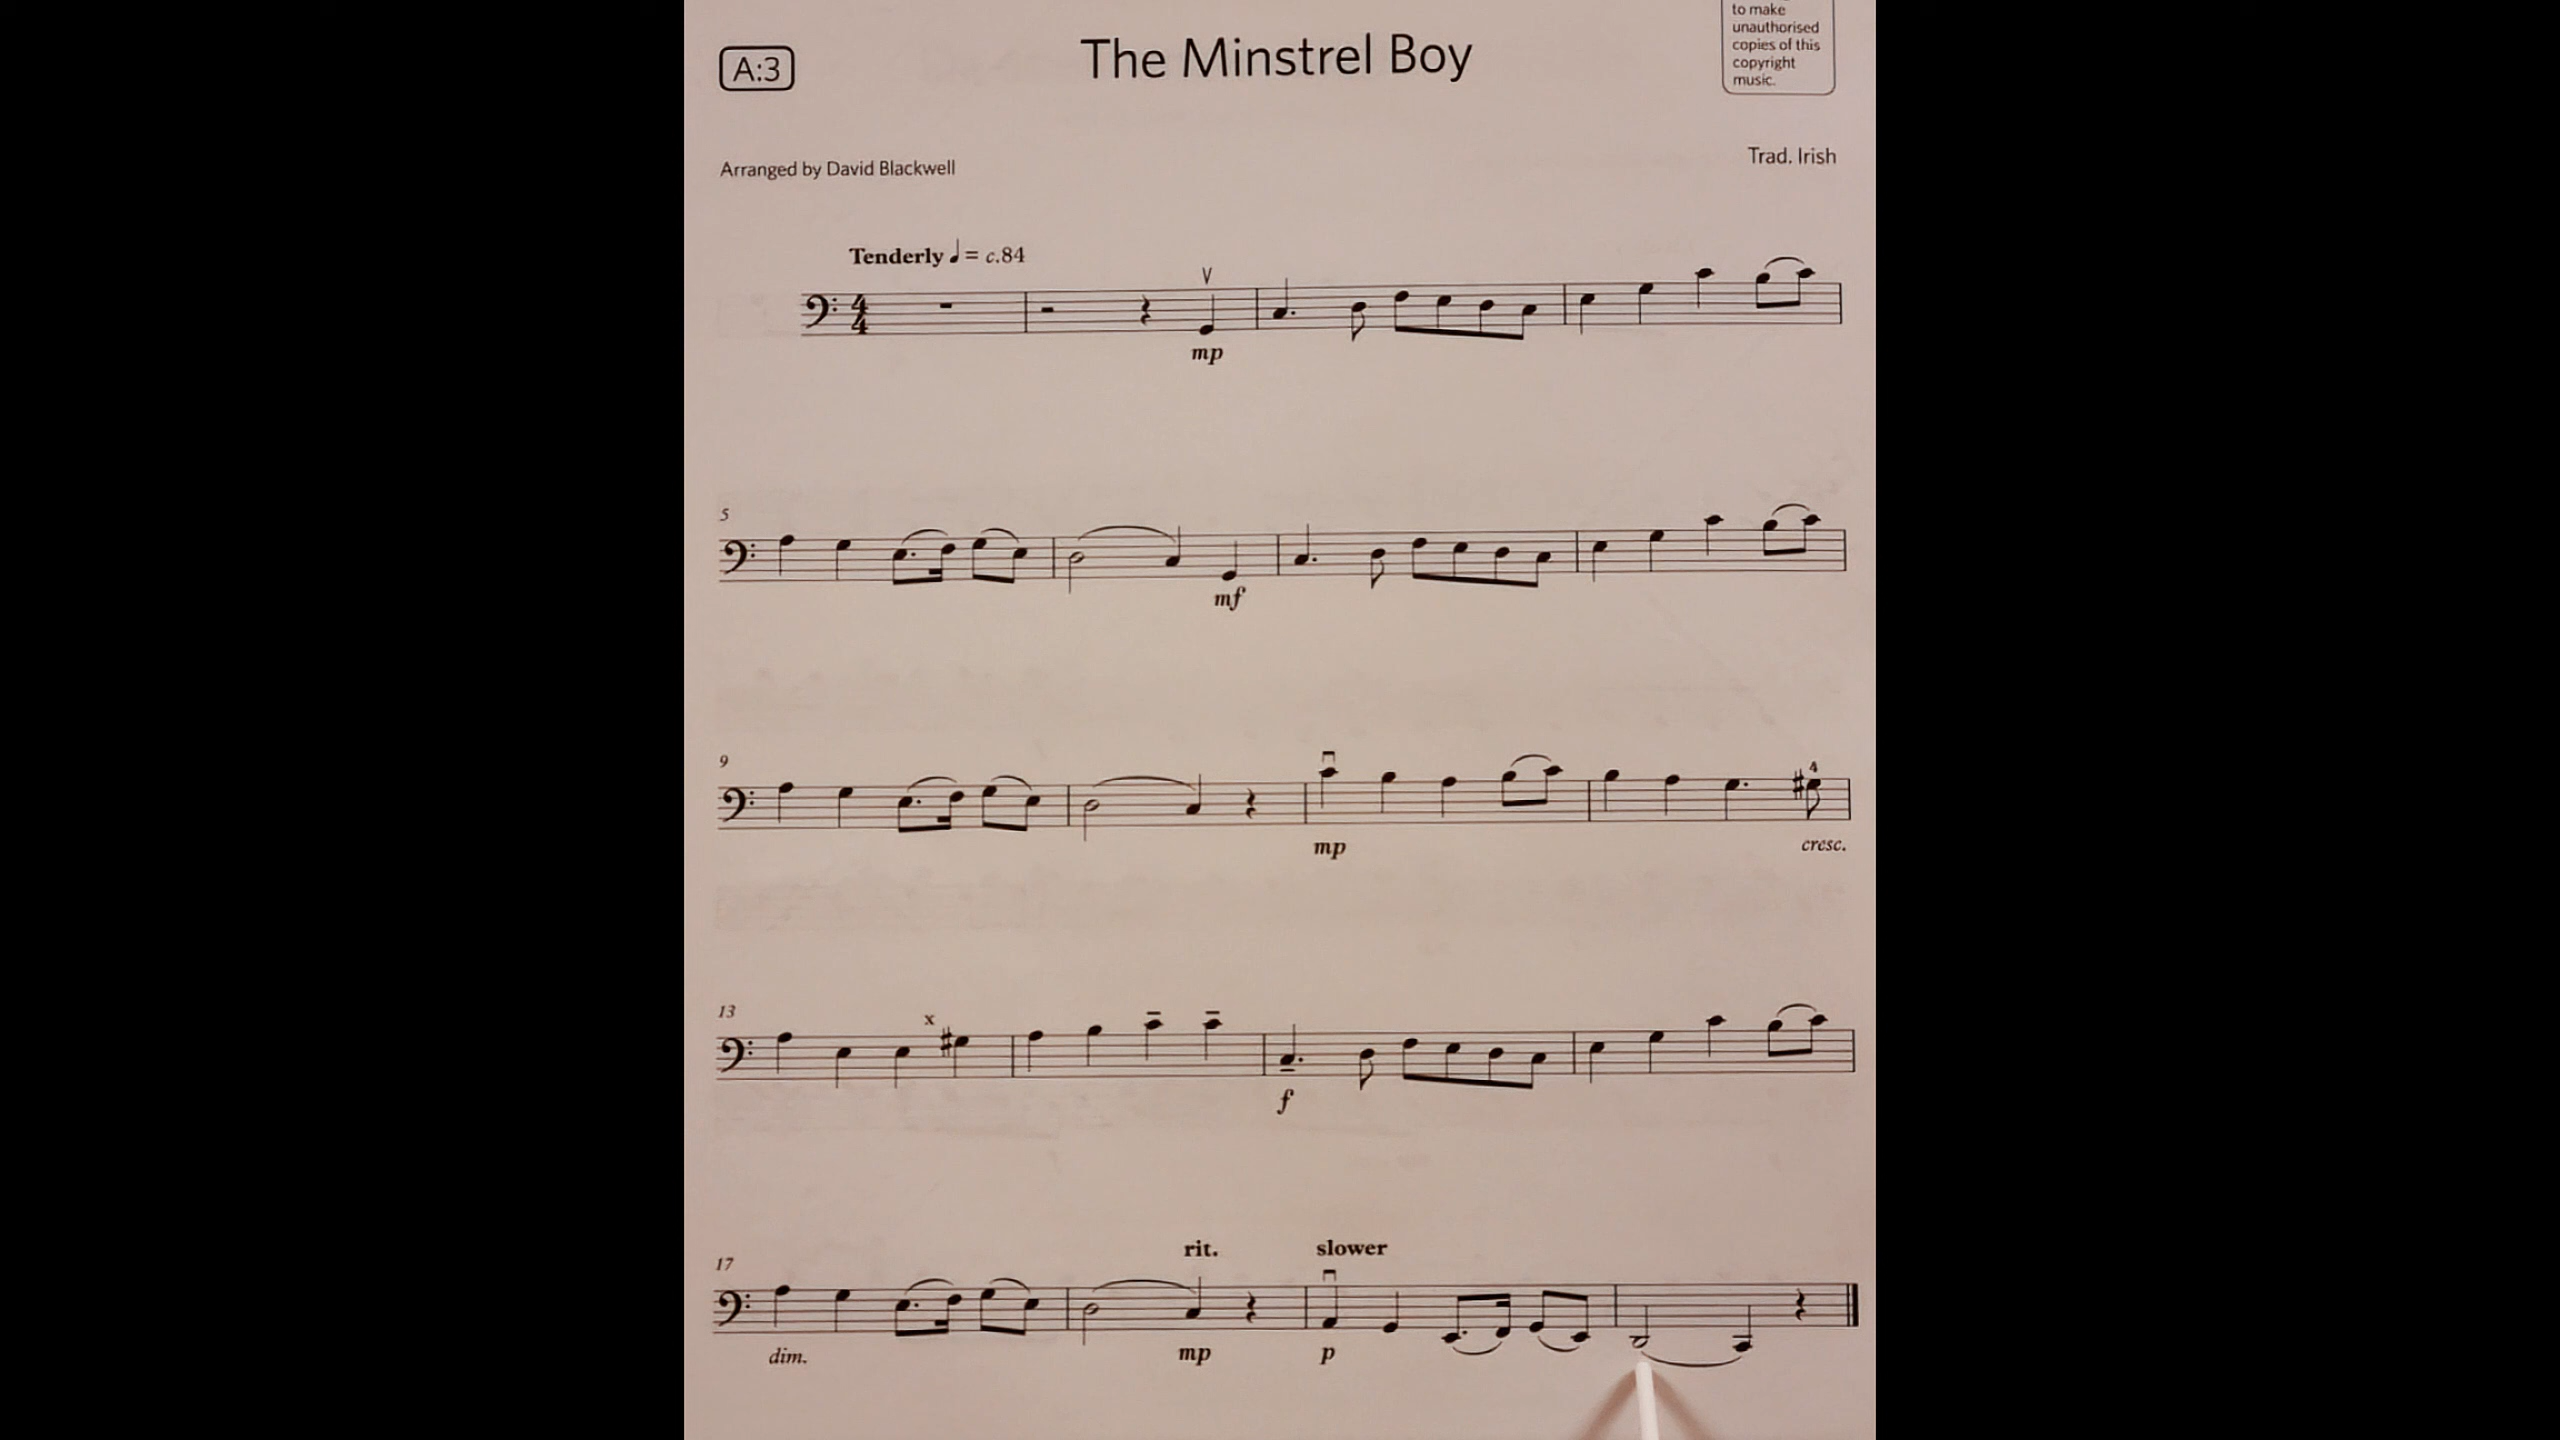 to make
unauthorised
copies of this
copyright
music.
A:3
The Minstrel Boy
Arranged by David Blackwell
Trad. Irish
Tenderly ♩ = c.84
mp
5
mf
9
4
mp
cresc.
13
x
f
rit.
slower
17
dim.
mp
p